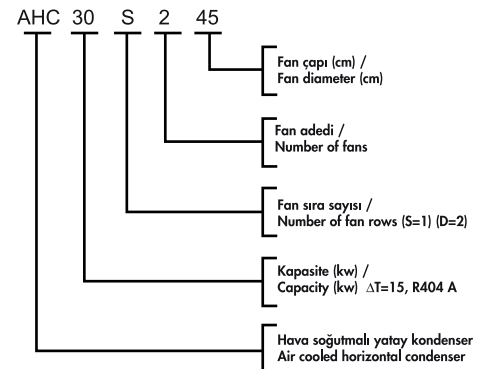 AHC 30 S 2 45
Fan çapı (cm) /
Fan diameter (cm)
Fan adedi /
Number of fans
Fan sıra sayısı /
Number of fan rows (S=1) (D=2)
Kapasite (kw) /
Capacity (kw) ΔT=15, R404 A
Hava soğutmalı yatay kondenser
Air cooled horizontal condenser